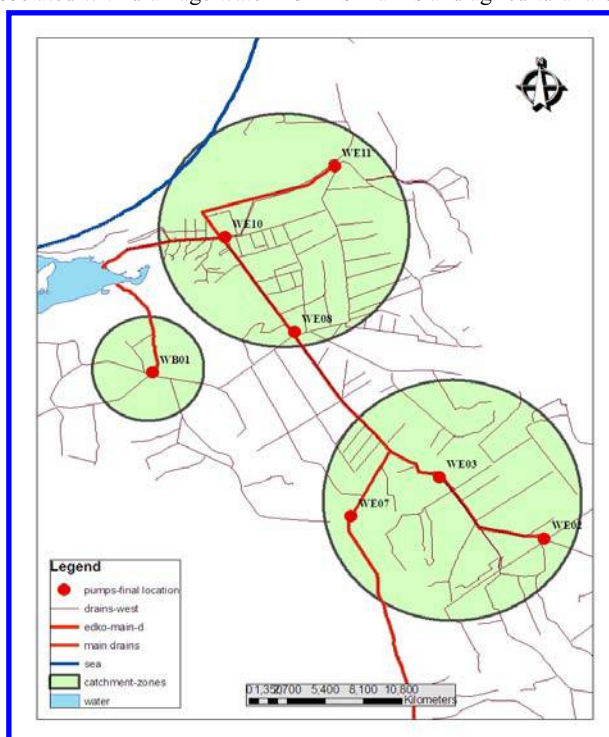 WE11
WE10
WE08
WB01
WE03
WE07
WE02
Legend
pumps-final location
drains-west
edko-main-d
main drains
sea
catchment-zones
water
5,400 8,100 10,800
Kilometers